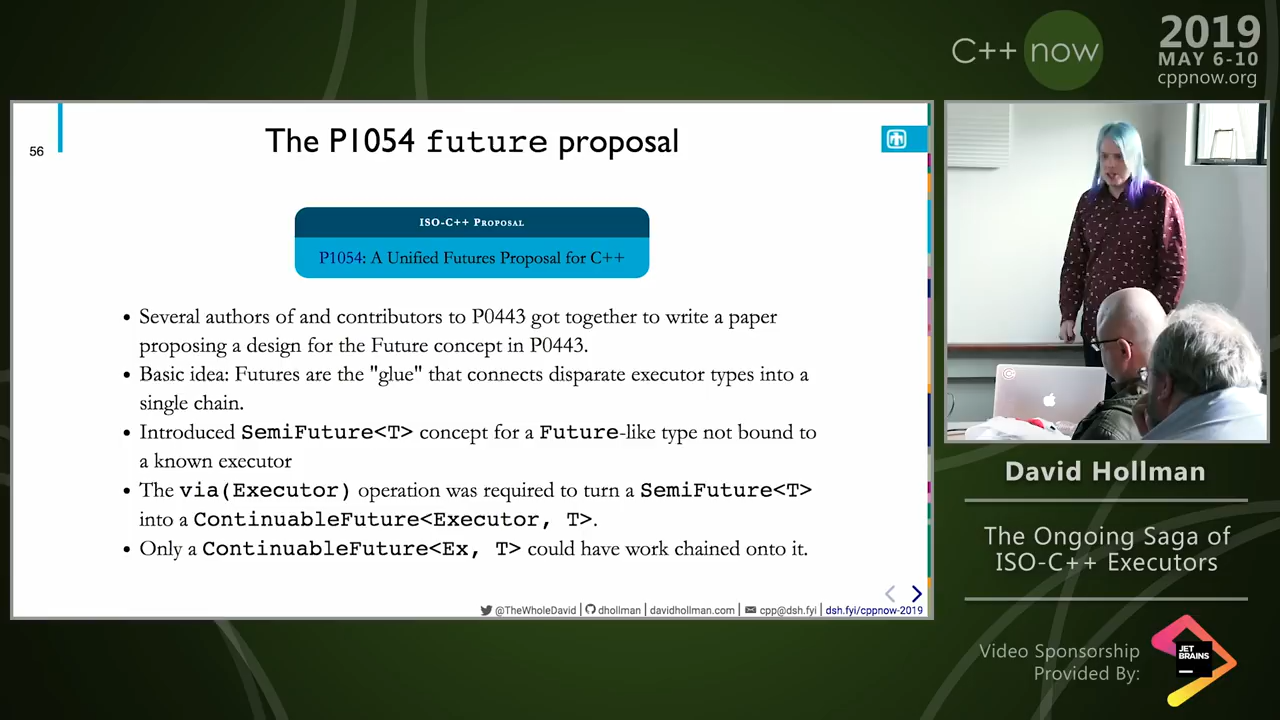 C++ now
2019
MAY 6-10
cppnow.org
56
The P1054 future proposal
ISO-C++ Proposal
P1054: A Unified Futures Proposal for C++
• Several authors of and contributors to P0443 got together to write a paper
proposing a design for the Future concept in P0443.
• Basic idea: Futures are the "glue" that connects disparate executor types into a
single chain.
• Introduced SemiFuture<T> concept for a Future-like type not bound to
a known executor
• The via(Executor) operation was required to turn a SemiFuture<T>
into a ContinuableFuture<Executor, T>.
• Only a ContinuableFuture<Ex, T> could have work chained onto it.
@TheWholeDavid | dhollman | davidhollman.com | cpp@dsh.fyi | dsh.fyi/cppnow-2019
David Hollman
The Ongoing Saga of
ISO-C++ Executors
Video Sponsorship
Provided By:
JET
BRAINS